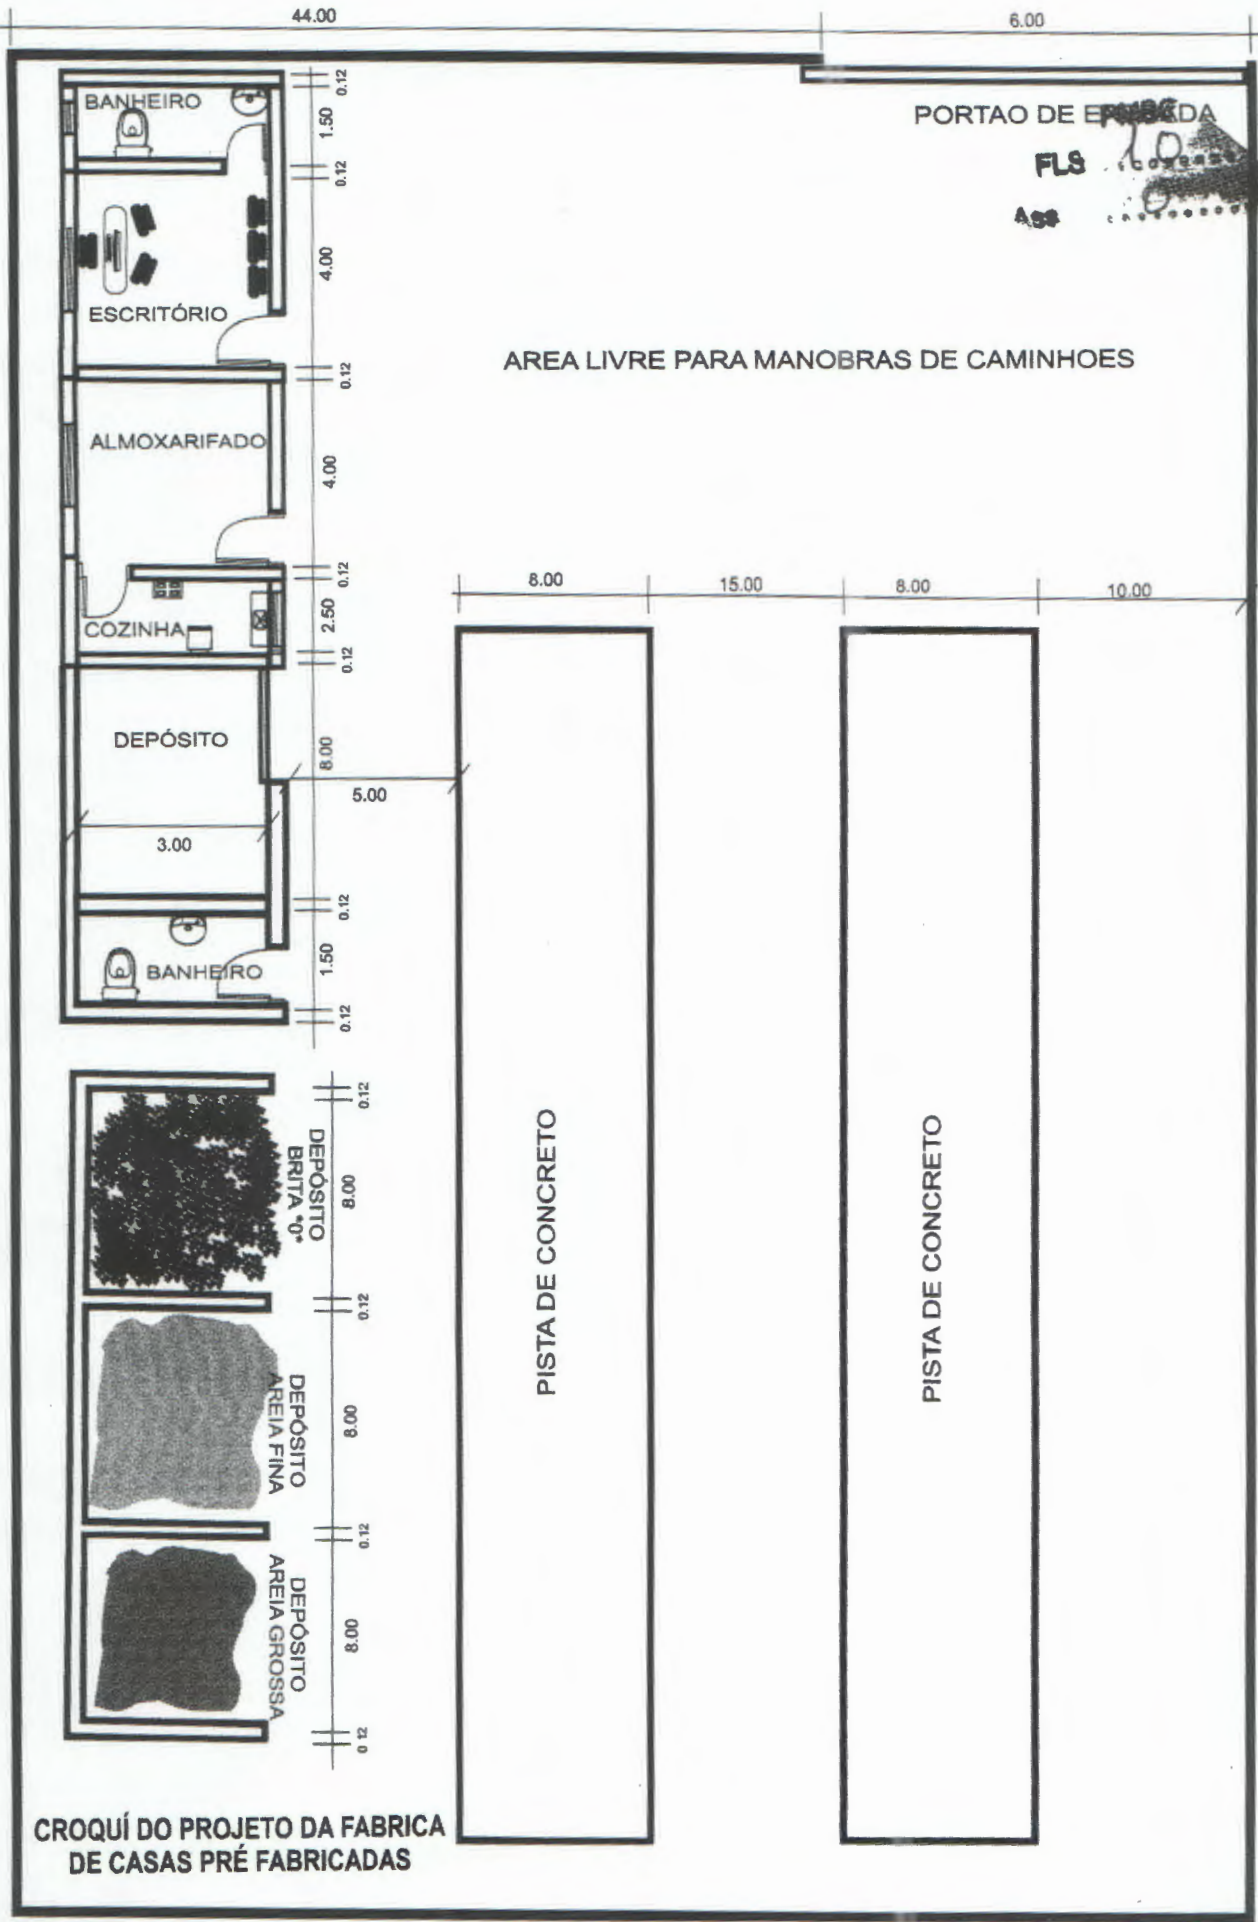 44.00
6.00
BANHEIRO
0.12
1.50
0.12
PORTAO DE
FLS 10
Ass
ESCRITÓRIO
4.00
0.12
AREA LIVRE PARA MANOBRAS DE CAMINHOES
ALMOXARIFADO
4.00
0.12
8.00
15.00
8.00
10.00
COZINHA
2.50
0.12
DEPÓSITO
8.00
5.00
3.00
0.12
BANHEIRO
1.50
0.12
0.12
DEPÓSITO
BRITA "0"
8.00
0.12
DEPÓSITO
AREIA FINA
8.00
0.12
DEPÓSITO
AREIA GROSSA
8.00
0 12
PISTA DE CONCRETO
PISTA DE CONCRETO
CROQUÍ DO PROJETO DA FABRICA
DE CASAS PRÉ FABRICADAS